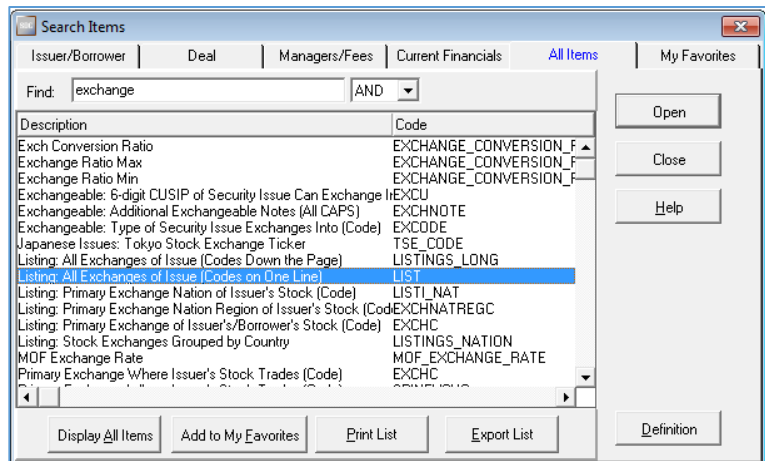 Search Items
Issuer/Borrower Deal Managers/Fees Current Financials All Items My Favorites
Find: exchange AND
Open
Description Code
Exch Conversion Ratio EXCHANGE_CONVERSION_F
Exchange Ratio Max EXCHANGE_CONVERSION_F
Close
Exchange Ratio Min EXCHANGE_CONVERSION_F
Exchangeable: 6-digit CUSIP of Security Issue Can Exchange Ir EXCU
Exchangeable: Additional Exchangeable Notes (All CAPS) EXCHNOTE
Help
Exchangeable: Type of Security Issue Exchanges Into (Code) EXCODE
Japanese Issues: Tokyo Stock Exchange Ticker TSE_CODE
Listing: All Exchanges of Issue (Codes Down the Page) LISTINGS_LONG
Listing: All Exchanges of Issue (Codes on One Line) LIST
Listing: Primary Exchange Nation of Issuer's Stock (Code) LISTI_NAT
Listing: Primary Exchange Nation Region of Issuer's Stock (Cod EXCHNATREGC
Listing: Primary Exchange of Issuer's/Borrower's Stock (Code) EXCHC
Listing: Stock Exchanges Grouped by Country LISTINGS_NATION
MOF Exchange Rate MOF_EXCHANGE_RATE
Primary Exchange Where Issuer's Stock Trades (Code) EXCHC
Display All Items Add to My Favorites Print List Export List Definition